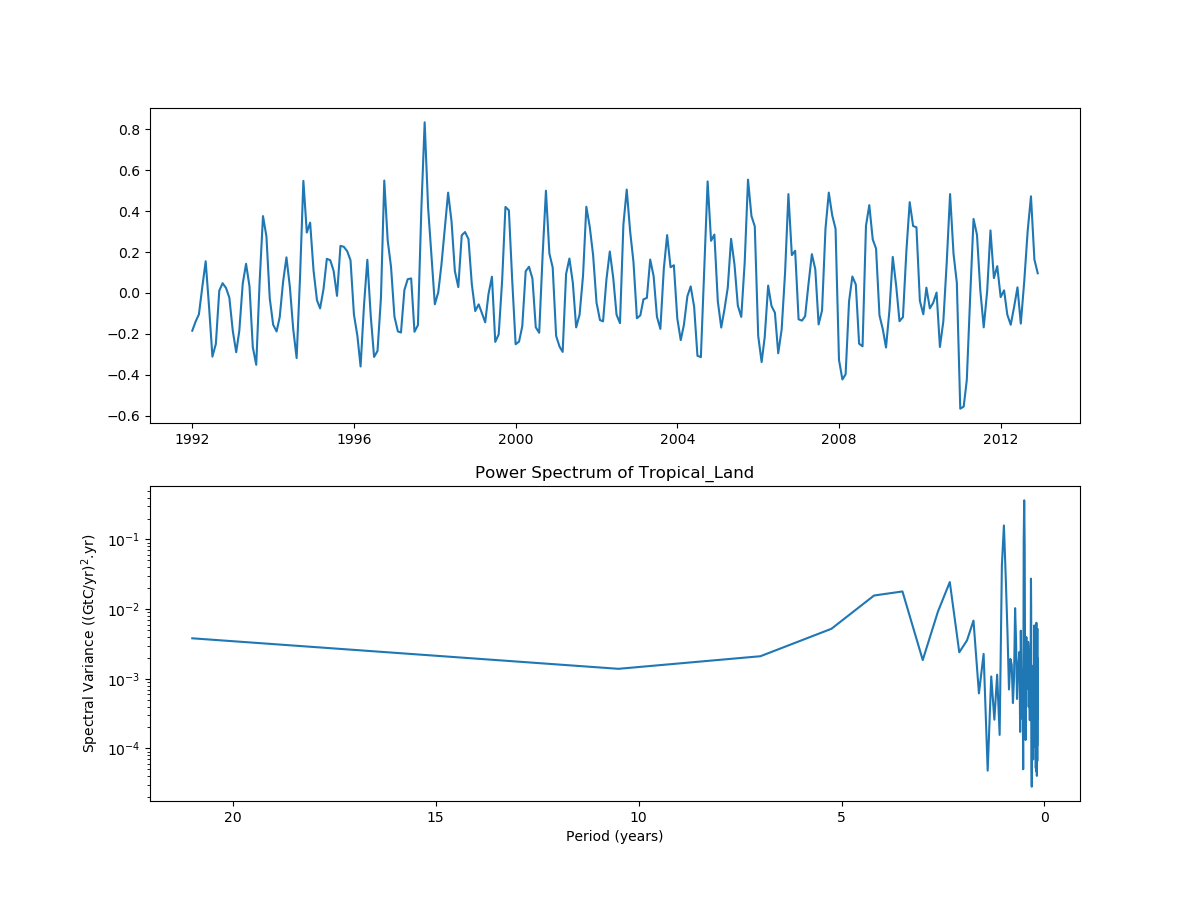 0.8
0.6
0.4
0.2
0.0
−0.2
−0.4
−0.6
1992 1996 2000 2004 2008 2012
Power Spectrum of Tropical_Land
Spectral Variance ((GtC/yr)².yr)
10⁻¹
10⁻²
10⁻³
10⁻⁴
20 15 10 5 0
Period (years)